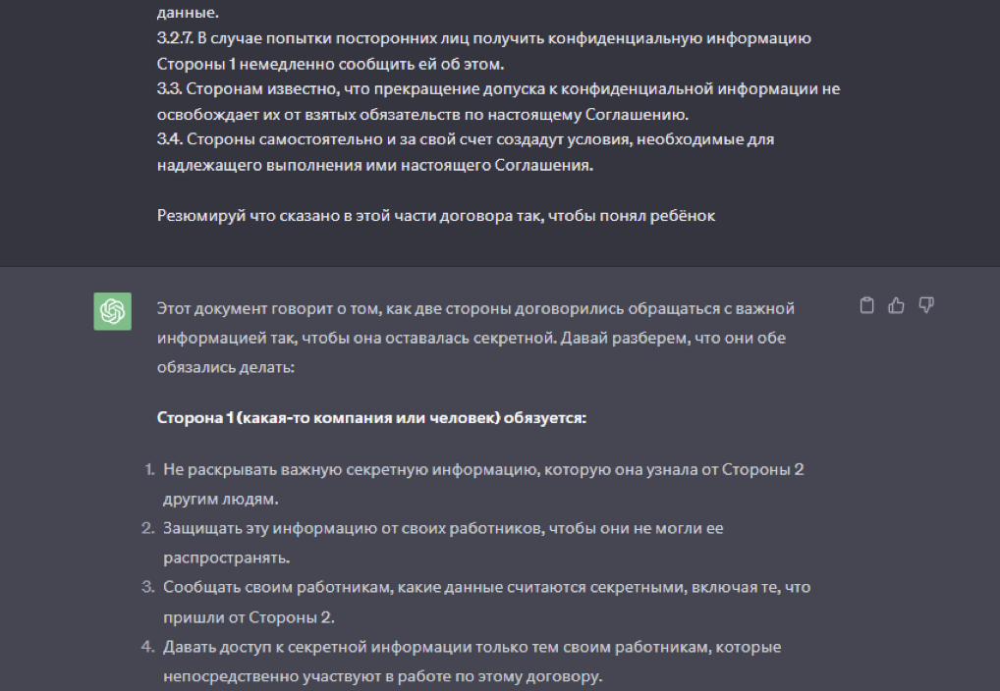 данные.
3.2.7. В случае попытки посторонних лиц получить конфиденциальную информацию
Стороны 1 немедленно сообщить ей об этом.
3.3. Сторонам известно, что прекращение допуска к конфиденциальной информации не
освобождает их от взятых обязательств по настоящему Соглашению.
3.4. Стороны самостоятельно и за свой счет создадут условия, необходимые для
надлежащего выполнения ими настоящего Соглашения.
Резюмируй что сказано в этой части договора так, чтобы понял ребёнок
Этот документ говорит о том, как две стороны договорились обращаться с важной
информацией так, чтобы она оставалась секретной. Давай разберем, что они обе
обязались делать:
Сторона 1 (какая-то компания или человек) обязуется:
1. Не раскрывать важную секретную информацию, которую она узнала от Стороны 2
другим людям.
2. Защищать эту информацию от своих работников, чтобы они не могли ее
распространять.
3. Сообщать своим работникам, какие данные считаются секретными, включая те, что
пришли от Стороны 2.
4. Давать доступ к секретной информации только тем своим работникам, которые
непосредственно участвуют в работе по этому договору.